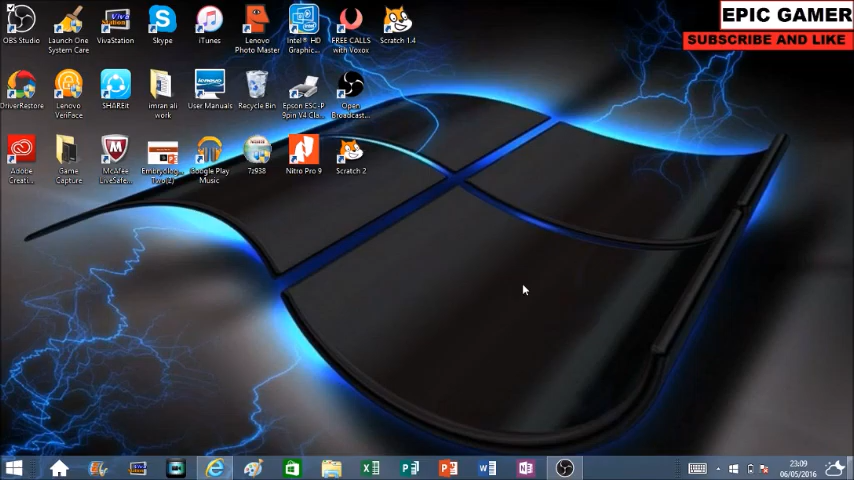 EPIC GAMER
SUBSCRIBE AND LIKE
OBS Studio
Launch One
System Care
VivaStation
Skype
iTunes
Lenovo
Photo Master
Intel® HD
Graphic...
FREE CALLS
with Voxox
Scratch 1.4
DriverRestore
Lenovo
VeriFace
SHAREit
imran ali
work
User Manuals
Recycle Bin
Epson ESC-P
9pin V4 Cla...
Open
Broadcast...
Adobe
Creati...
Game
Capture
McAfee
LiveSafe...
Embryolog...
Google Play
Music
7z938
Nitro Pro 9
Scratch 2
23:09
06/05/2016